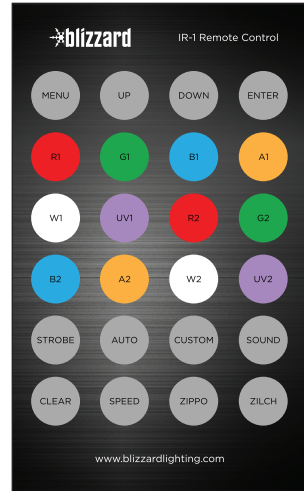 blizzard IR-1 Remote Control
MENU UP DOWN ENTER
R1 G1 B1 A1
W1 UV1 R2 G2
B2 A2 W2 UV2
STROBE AUTO CUSTOM SOUND
CLEAR SPEED ZIPPO ZILCH
www.blizzardlighting.com